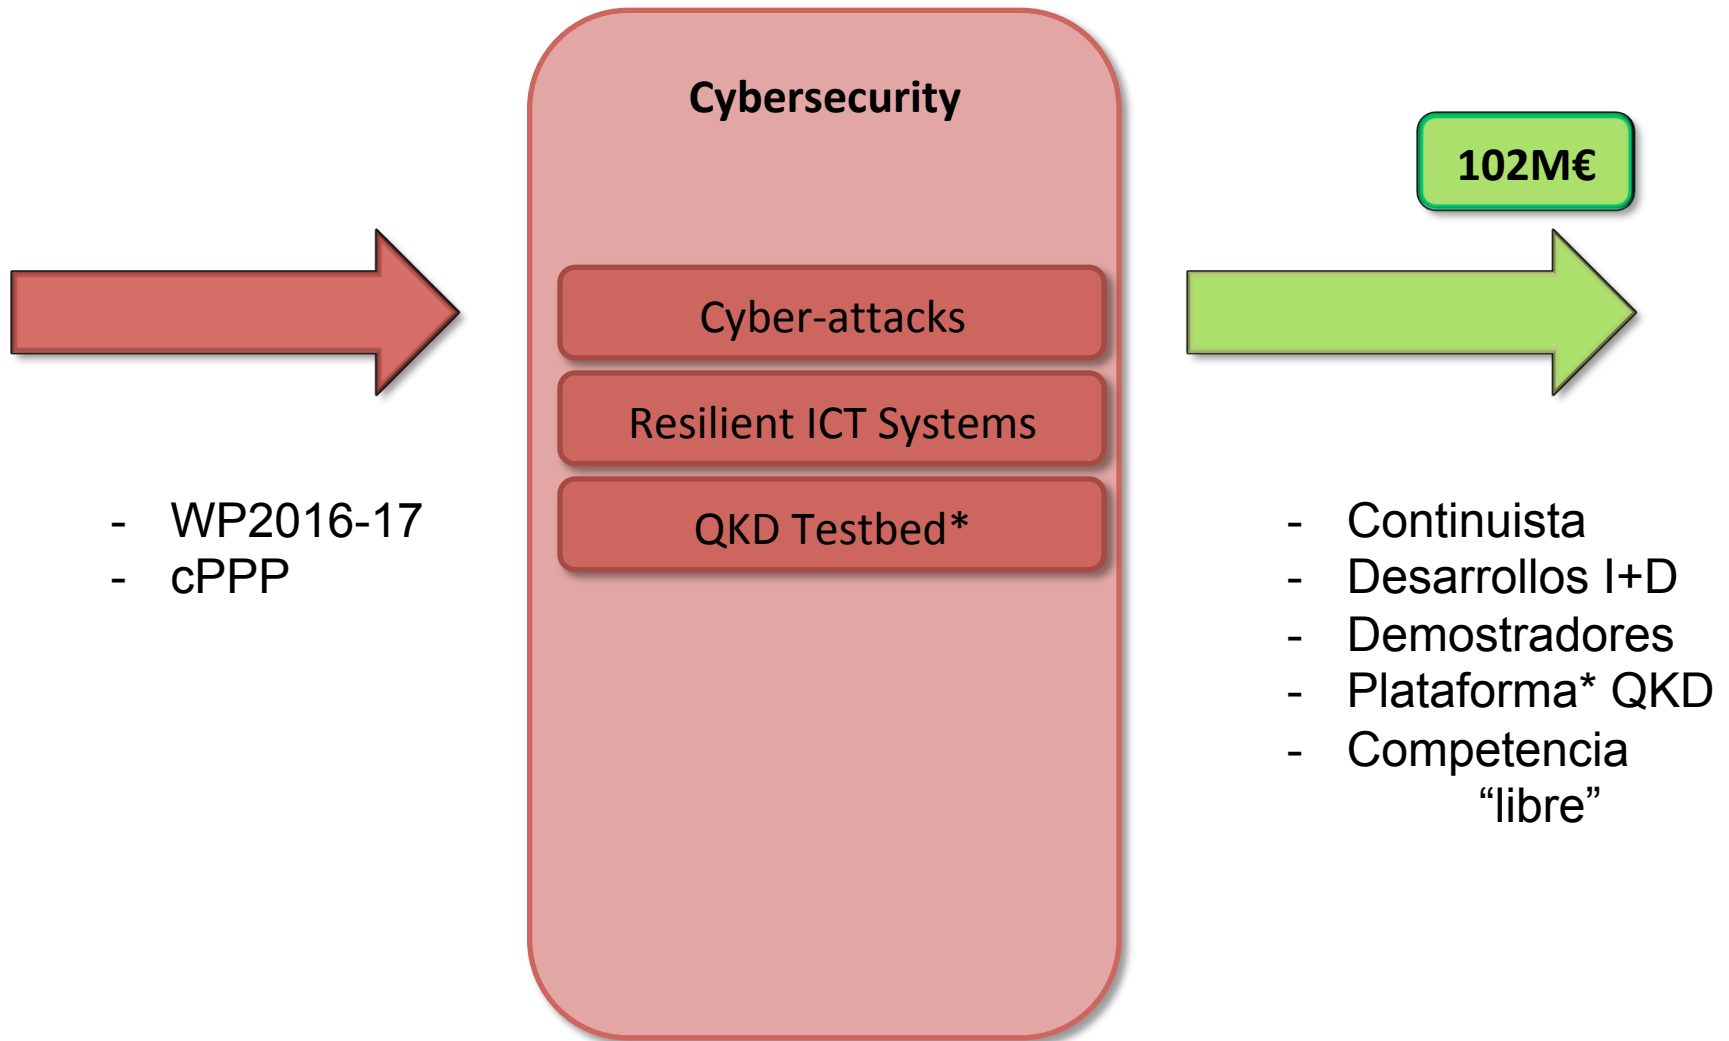 Cybersecurity
102M€
Cyber-attacks
Resilient ICT Systems
QKD Testbed*
- WP2016-17
- cPPP
- Continuista
- Desarrollos I+D
- Demostradores
- Plataforma* QKD
- Competencia
“libre”